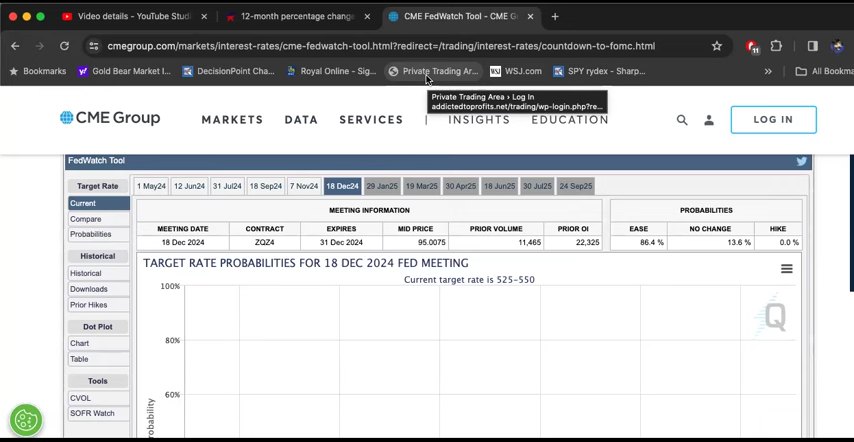 Video details - YouTube Studi
12-month percentage change
CME FedWatch Tool - CME G
cmegroup.com/markets/interest-rates/cme-fedwatch-tool.html?redirect=/trading/interest-rates/countdown-to-fomc.html
11
Bookmarks
Gold Bear Market I...
DecisionPoint Cha...
Royal Online - Sig...
Private Trading Ar...
WSJ.com
SPY rydex - Sharp...
»
All Bookma
Private Trading Area › Log In
addictedtoprofits.net/trading/wp-login.php?re...
CME Group
MARKETS DATA SERVICES | INSIGHTS EDUCATION
LOG IN
FedWatch Tool
Target Rate
Current
Compare
Probabilities
Historical
Historical
Downloads
Prior Hikes
Dot Plot
Chart
Table
Tools
CVOL
SOFR Watch
1 May24 12 Jun24 31 Jul24 18 Sep24 7 Nov24 18 Dec24 29 Jan25 19 Mar25 30 Apr25 18 Jun25 30 Jul25 24 Sep25
MEETING INFORMATION
MEETING DATE CONTRACT EXPIRES MID PRICE PRIOR VOLUME PRIOR OI
18 Dec 2024 ZQZ4 31 Dec 2024 95.0075 11,465 22,325
PROBABILITIES
EASE NO CHANGE HIKE
86.4 % 13.6 % 0.0 %
TARGET RATE PROBABILITIES FOR 18 DEC 2024 FED MEETING
Current target rate is 525-550
100%
80%
60%
Q